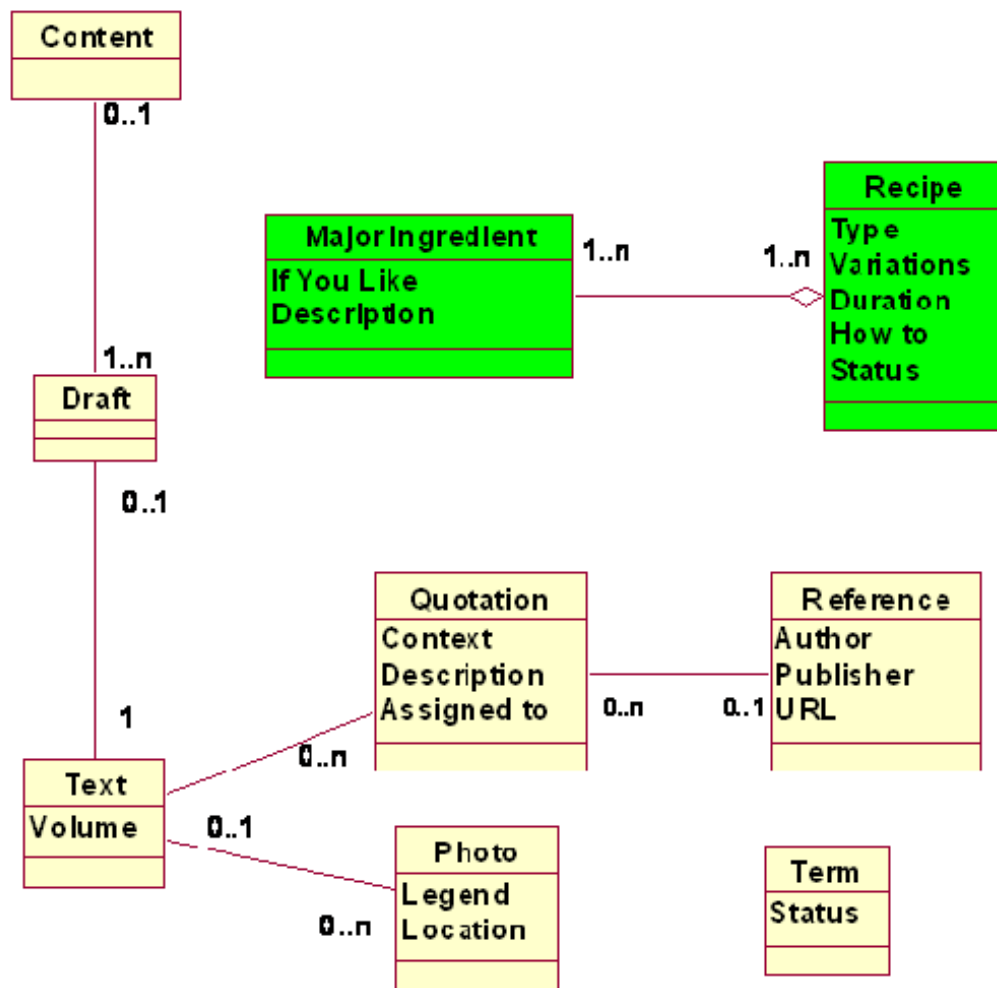 Content
0..1
Recipe
Type
Variations
Duration
How to
Status
MajorIngredient
If You Like
Description
1..n
1..n
1..n
Draft
0..1
Quotation
Context
Description
Assigned to
Reference
Author
Publisher
URL
0..n
0..1
1
0..n
Text
Volume
0..1
0..n
Photo
Legend
Location
Term
Status